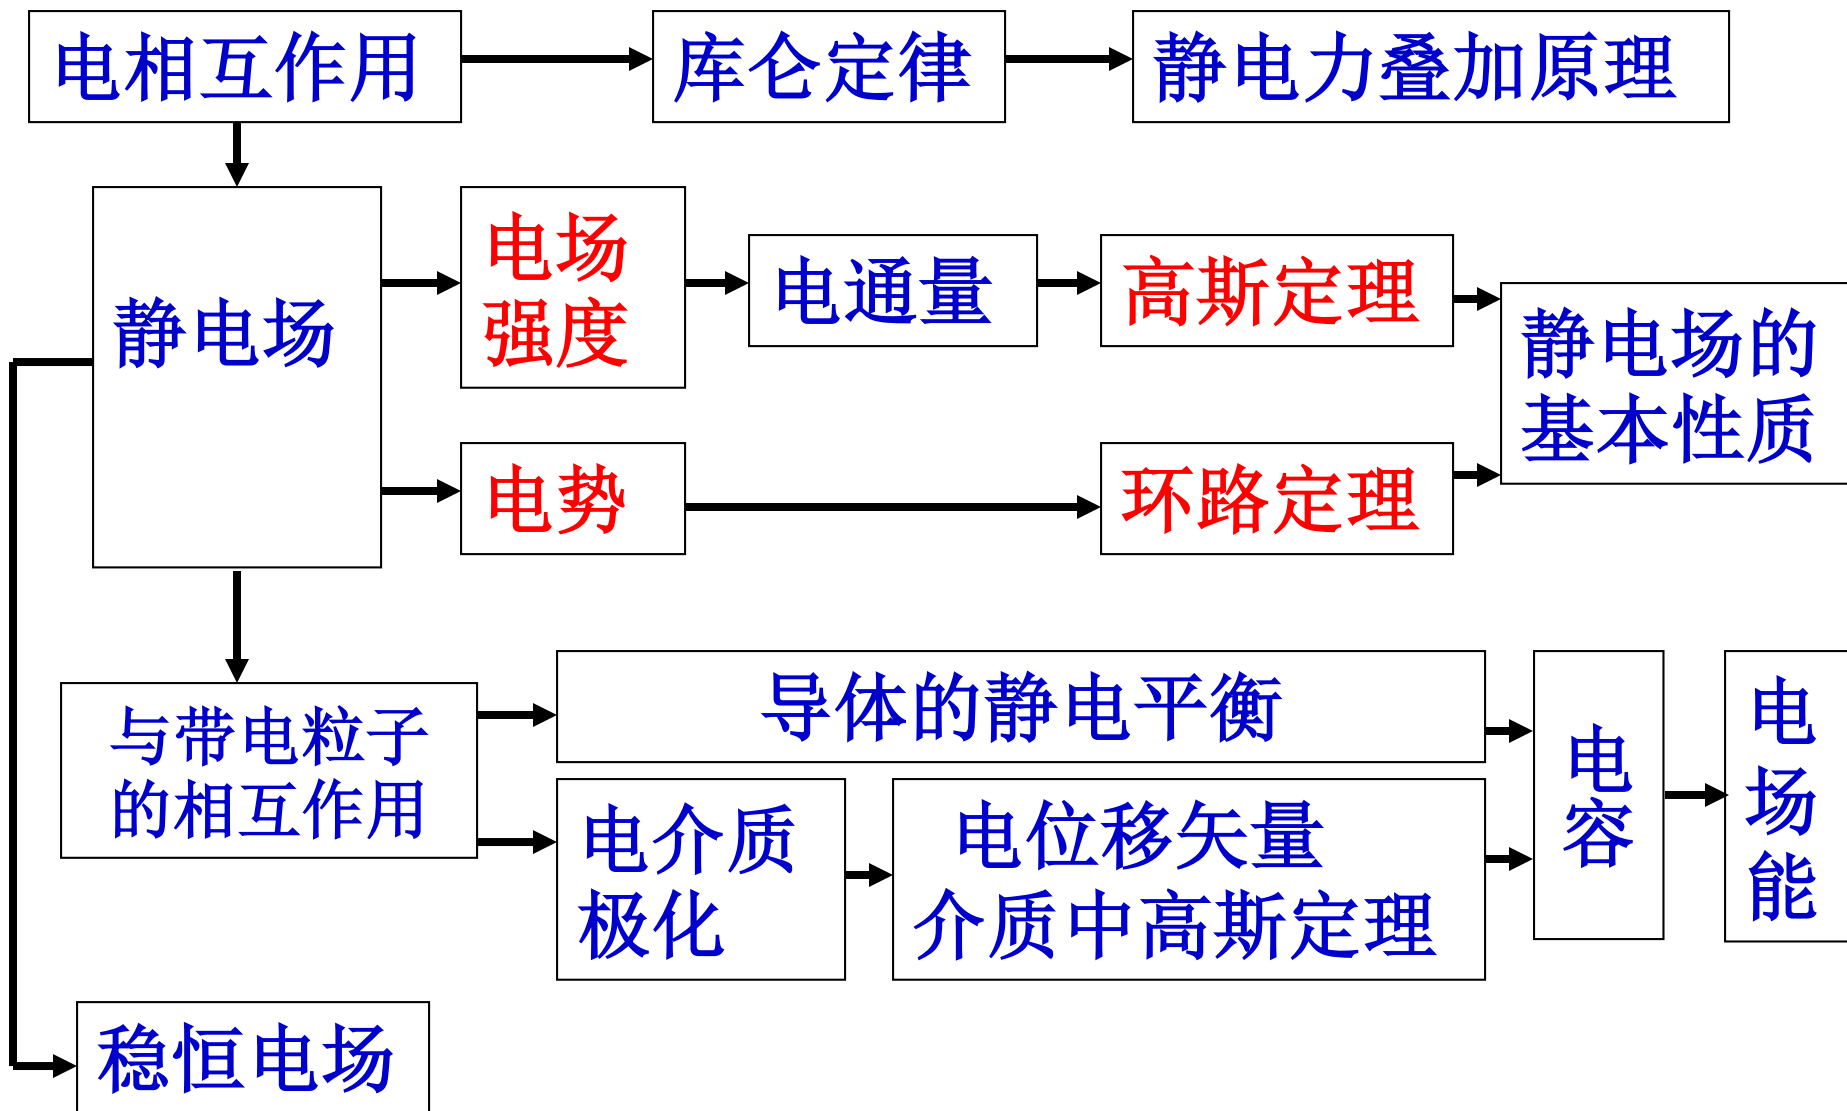 电相互作用
库仑定律
静电力叠加原理
静电场
电场
强度
电通量
高斯定理
静电场的
基本性质
电势
环路定理
与带电粒子
的相互作用
导体的静电平衡
电介质
极化
电位移矢量
介质中高斯定理
电
容
电
场
能
稳恒电场